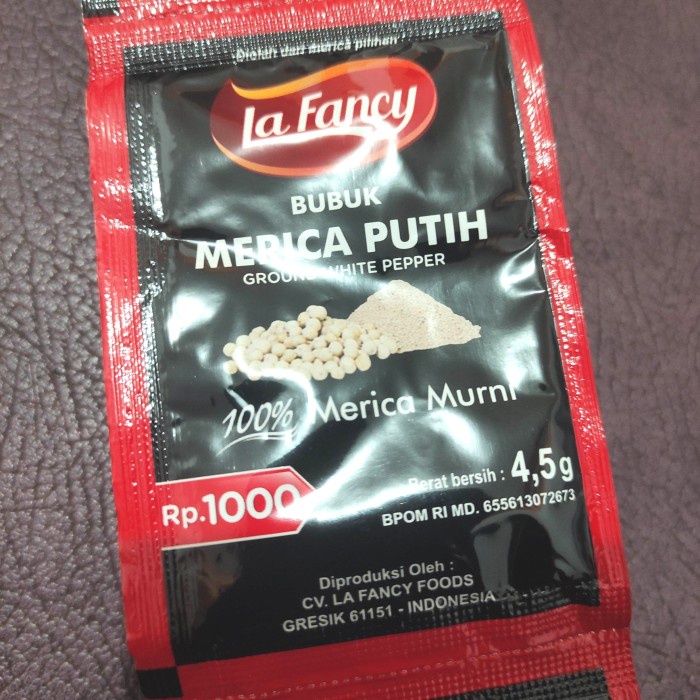 Diolah dari merica pilihan
La Fancy
BUBUK
MERICA PUTIH
GROUND WHITE PEPPER
100% Merica Murni
Rp.1000
Berat bersih : 4,5g
BPOM RI MD. 655613072673
Diproduksi Oleh :
CV. LA FANCY FOODS
GRESIK 61151 - INDONESIA